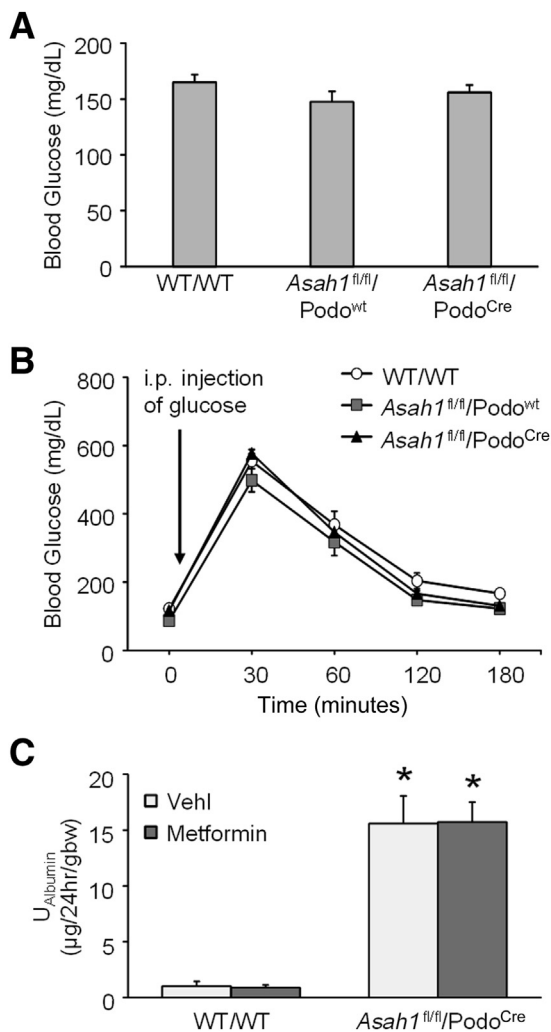 A
Blood Glucose (mg/dL)
200
150
100
50
0
WT/WT
Asah1fl/fl/
Podowt
Asah1fl/fl/
PodoCre
B
Blood Glucose (mg/dL)
800
600
400
200
0
i.p. injection
of glucose
WT/WT
Asah1fl/fl/Podowt
Asah1fl/fl/PodoCre
0 30 60 120 180
Time (minutes)
C
UAlbumin
(µg/24hr/gbw)
20
15
10
5
0
Vehl
Metformin
* *
WT/WT
Asah1fl/fl/PodoCre